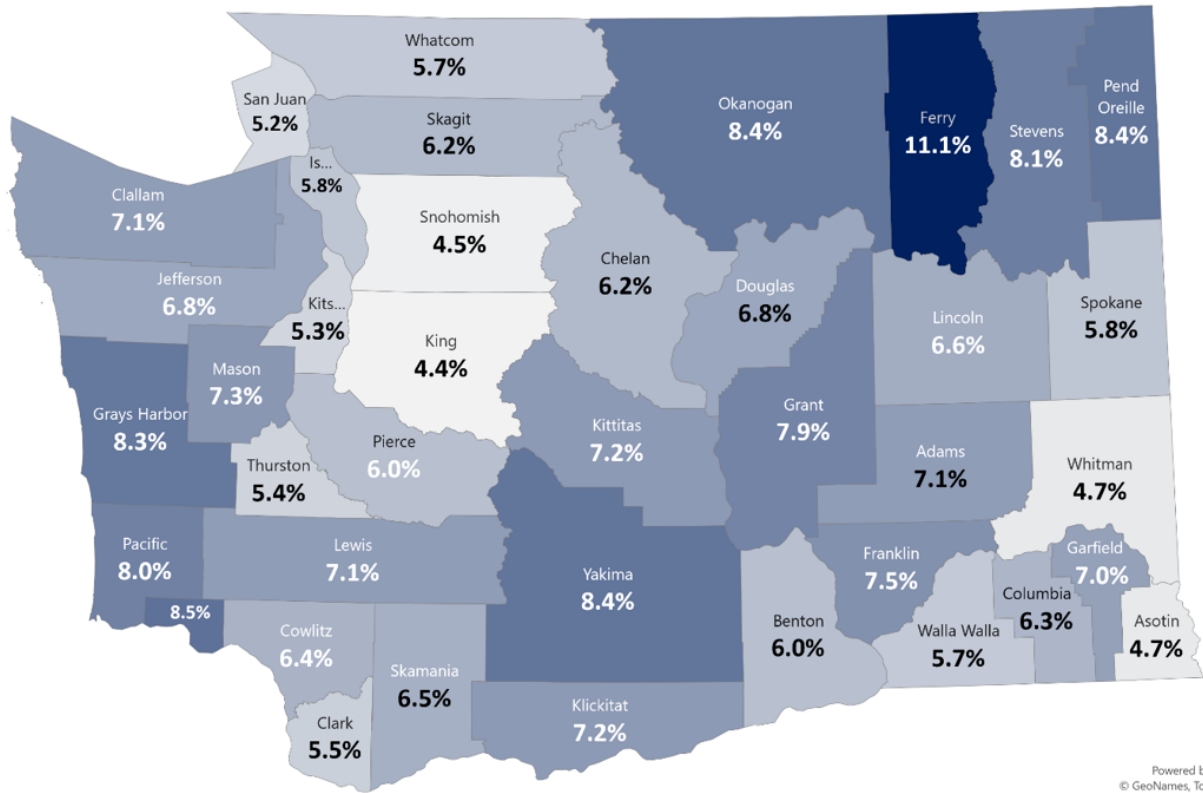 Whatcom
5.7%
San Juan
5.2%
Skagit
6.2%
Is...
5.8%
Okanogan
8.4%
Ferry
11.1%
Stevens
8.1%
Pend
Oreille
8.4%
Clallam
7.1%
Snohomish
4.5%
Chelan
6.2%
Jefferson
6.8%
Kits...
5.3%
Douglas
6.8%
Lincoln
6.6%
Spokane
5.8%
King
4.4%
Mason
7.3%
Grays Harbor
8.3%
Pierce
6.0%
Kittitas
7.2%
Grant
7.9%
Adams
7.1%
Whitman
4.7%
Thurston
5.4%
Pacific
8.0%
Lewis
7.1%
Yakima
8.4%
Franklin
7.5%
Garfield
7.0%
8.5%
Cowlitz
6.4%
Skamania
6.5%
Benton
6.0%
Walla Walla
5.7%
Columbia
6.3%
Asotin
4.7%
Clark
5.5%
Klickitat
7.2%
Powered b
© GeoNames, To